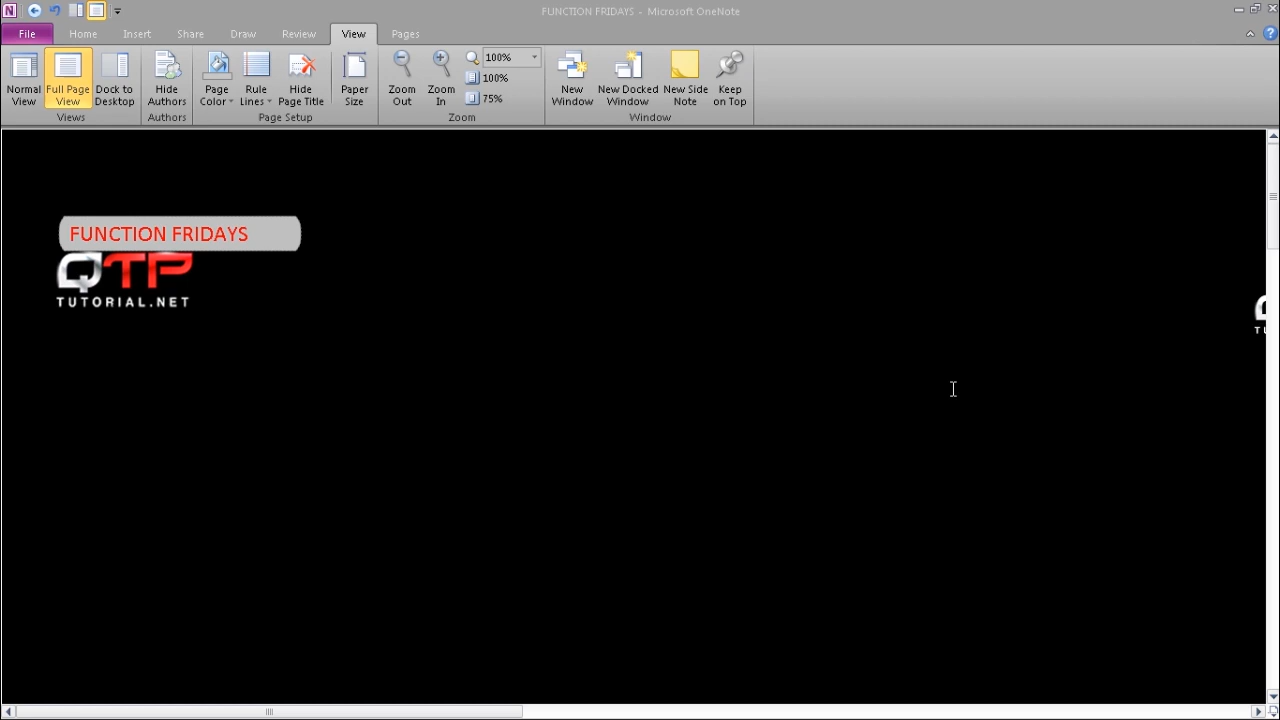 FUNCTION FRIDAYS - Microsoft OneNote
File Home Insert Share Draw Review View Pages
Normal View
Full Page View
Dock to Desktop
Hide Authors
Page Color
Rule Lines
Hide Page Title
Paper Size
Zoom Out
Zoom In
100%
100%
75%
New Window
New Docked Window
New Side Note
Keep on Top
Views Authors Page Setup Zoom Window
FUNCTION FRIDAYS
QTP
TUTORIAL.NET